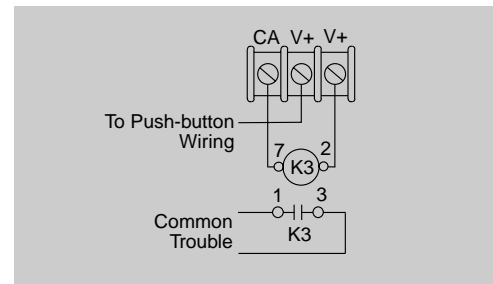 CA V+ V+
To Push-button
Wiring
7 2
K3
1 3
Common
Trouble
K3